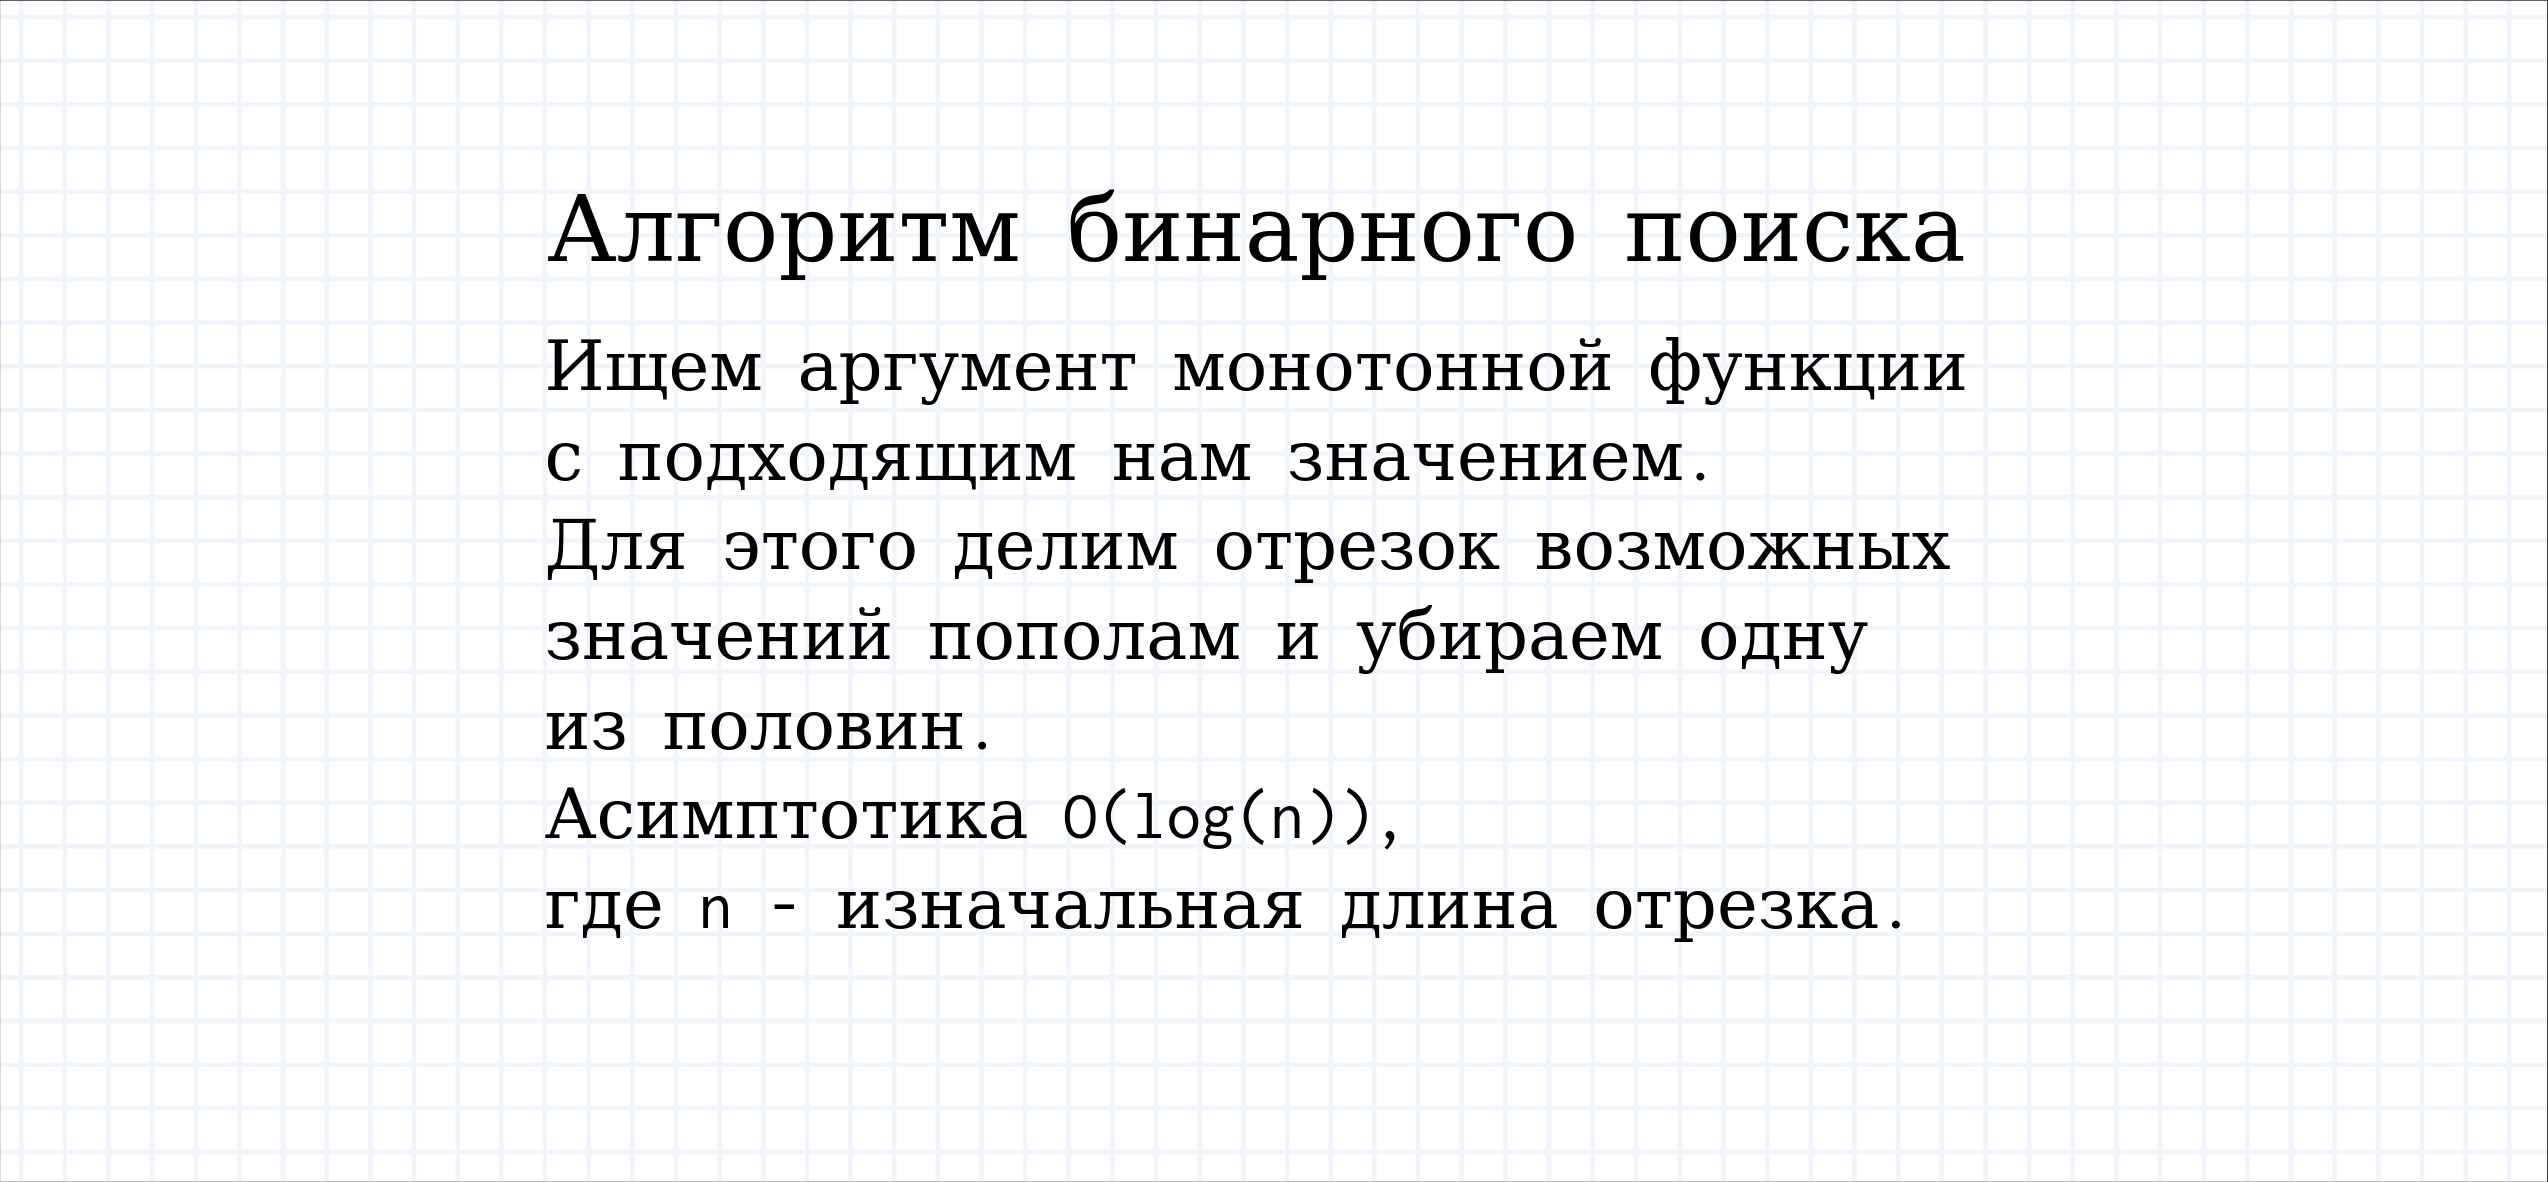 Алгоритм бинарного поиска
Ищем аргумент монотонной функции
с подходящим нам значением.
Для этого делим отрезок возможных
значений пополам и убираем одну
из половин.
Асимптотика O(log(n)),
где n - изначальная длина отрезка.